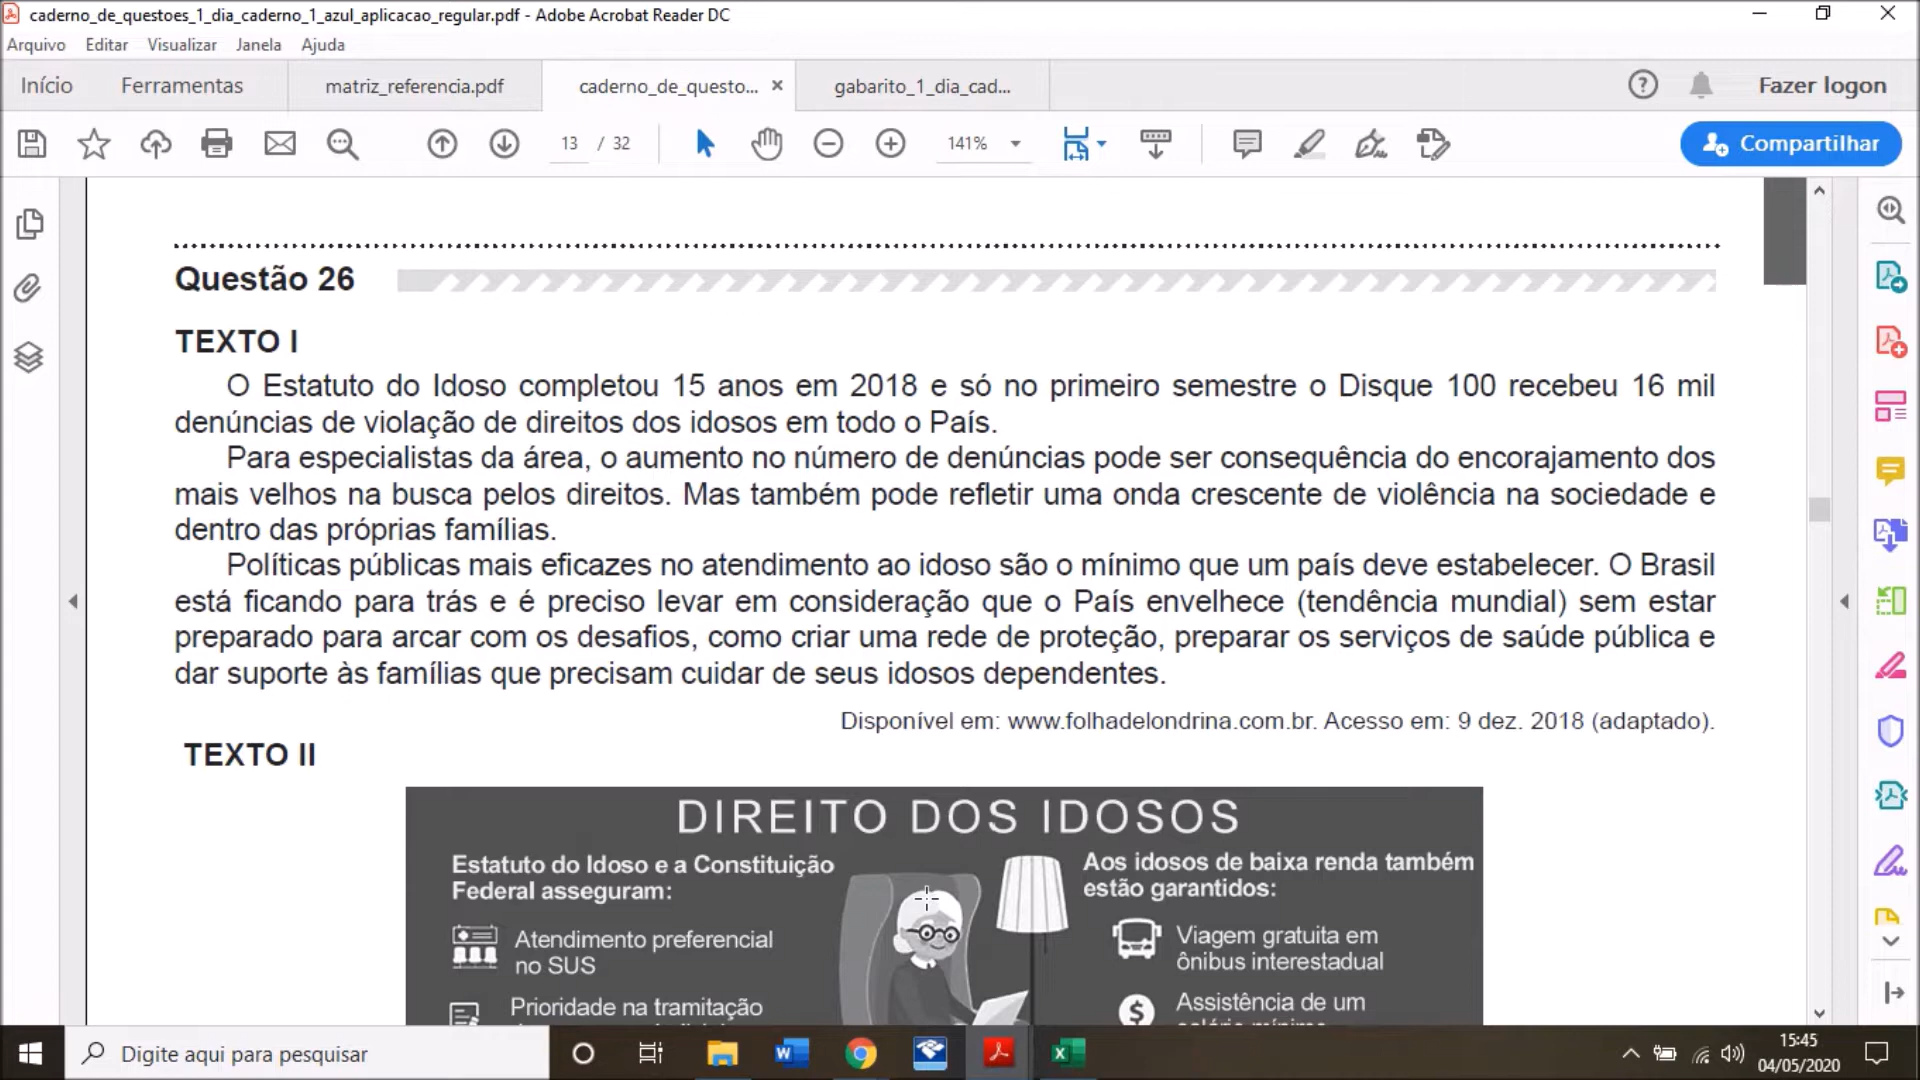 caderno_de_questoes_1_dia_caderno_1_azul_aplicacao_regular.pdf - Adobe Acrobat Reader DC
Arquivo Editar Visualizar Janela Ajuda
Início Ferramentas matriz_referencia.pdf caderno_de_questo... × gabarito_1_dia_cad... Fazer logon
13 / 32 141% Compartilhar
Questão 26
TEXTO I
O Estatuto do Idoso completou 15 anos em 2018 e só no primeiro semestre o Disque 100 recebeu 16 mil
denúncias de violação de direitos dos idosos em todo o País.
Para especialistas da área, o aumento no número de denúncias pode ser consequência do encorajamento dos
mais velhos na busca pelos direitos. Mas também pode refletir uma onda crescente de violência na sociedade e
dentro das próprias famílias.
Políticas públicas mais eficazes no atendimento ao idoso são o mínimo que um país deve estabelecer. O Brasil
está ficando para trás e é preciso levar em consideração que o País envelhece (tendência mundial) sem estar
preparado para arcar com os desafios, como criar uma rede de proteção, preparar os serviços de saúde pública e
dar suporte às famílias que precisam cuidar de seus idosos dependentes.
Disponível em: www.folhadelondrina.com.br. Acesso em: 9 dez. 2018 (adaptado).
TEXTO II
DIREITO DOS IDOSOS
Estatuto do Idoso e a Constituição
Federal asseguram:
Atendimento preferencial
no SUS
Prioridade na tramitação
Aos idosos de baixa renda também
estão garantidos:
Viagem gratuita em
ônibus interestadual
Assistência de um
salário mínimo
Digite aqui para pesquisar
15:45
04/05/2020